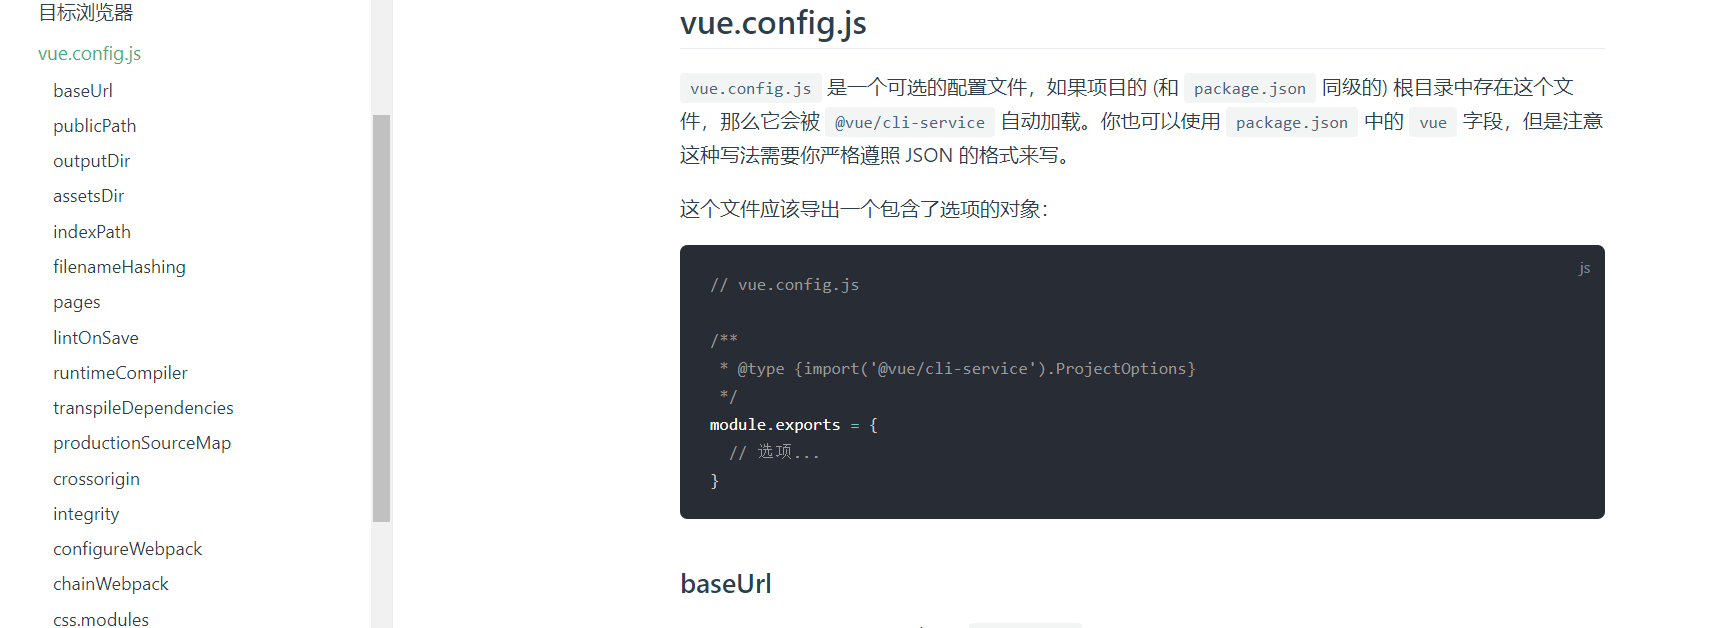 目标浏览器
vue.config.js
baseUrl
publicPath
outputDir
assetsDir
indexPath
filenameHashing
pages
lintOnSave
runtimeCompiler
transpileDependencies
productionSourceMap
crossorigin
integrity
configureWebpack
chainWebpack
css.modules
vue.config.js
vue.config.js 是一个可选的配置文件，如果项目的 (和 package.json 同级的) 根目录中存在这个文
件，那么它会被 @vue/cli-service 自动加载。你也可以使用 package.json 中的 vue 字段，但是注意
这种写法需要你严格遵照 JSON 的格式来写。
这个文件应该导出一个包含了选项的对象：
js
// vue.config.js
/**
 * @type {import('@vue/cli-service').ProjectOptions}
 */
module.exports = {
  // 选项...
}
baseUrl